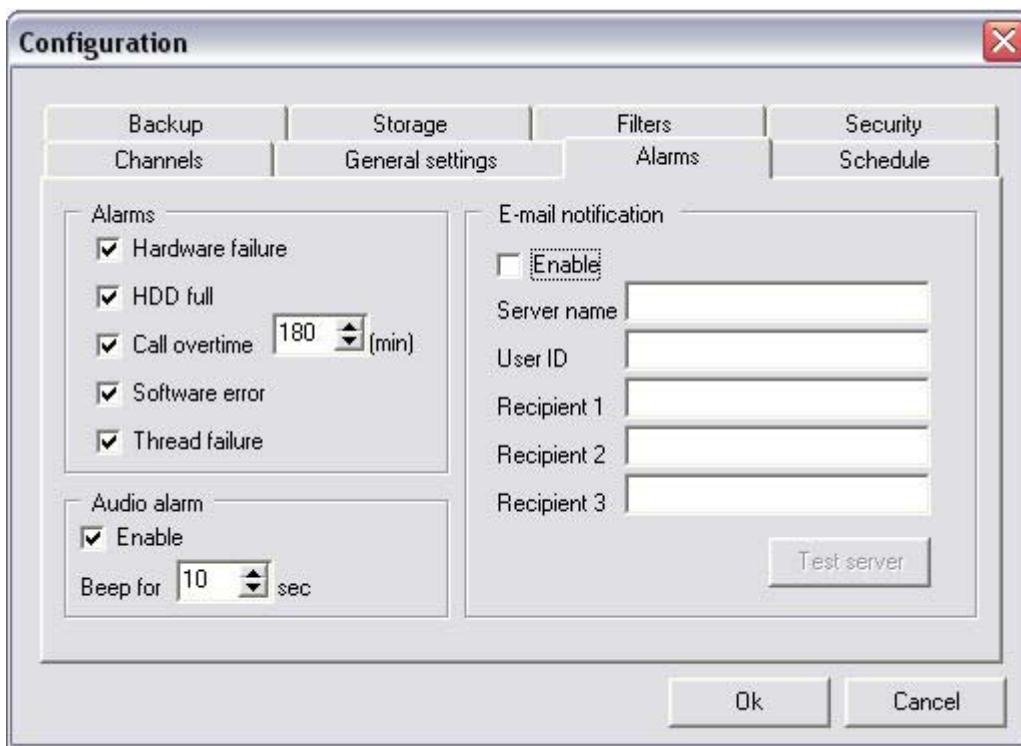 Configuration
Backup Storage Filters Security
Channels General settings Alarms Schedule
Alarms
Hardware failure
HDD full
Call overtime 180 (min)
Software error
Thread failure
Audio alarm
Enable
Beep for 10 sec
E-mail notification
Enable
Server name
User ID
Recipient 1
Recipient 2
Recipient 3
Test server
Ok Cancel